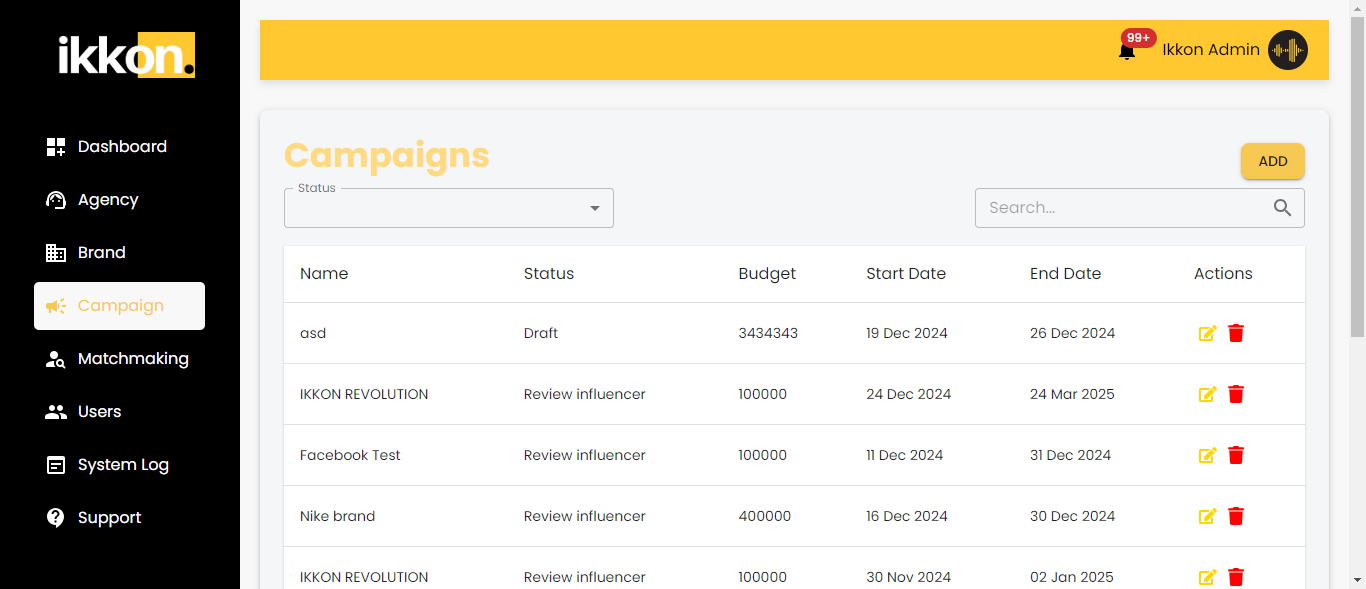 ikkon.
99+
Ikkon Admin
Dashboard
Agency
Brand
Campaign
Matchmaking
Users
System Log
Support
Campaigns
ADD
Status
Search...
Name Status Budget Start Date End Date Actions
asd Draft 3434343 19 Dec 2024 26 Dec 2024
IKKON REVOLUTION Review influencer 100000 24 Dec 2024 24 Mar 2025
Facebook Test Review influencer 100000 11 Dec 2024 31 Dec 2024
Nike brand Review influencer 400000 16 Dec 2024 30 Dec 2024
IKKON REVOLUTION Review influencer 100000 30 Nov 2024 02 Jan 2025